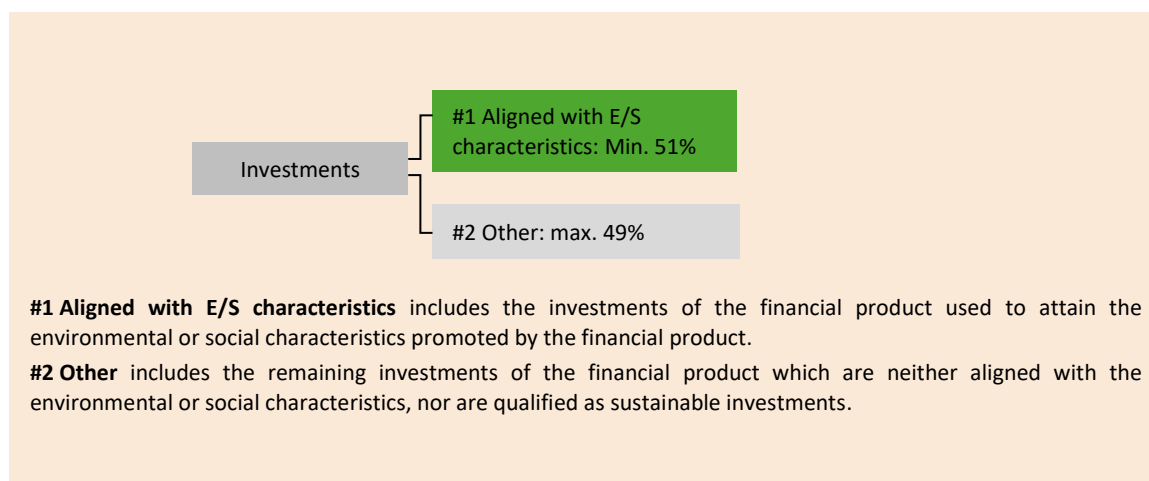 #1 Aligned with E/S
characteristics: Min. 51%
Investments
#2 Other: max. 49%
#1 Aligned with E/S characteristics includes the investments of the financial product used to attain the
environmental or social characteristics promoted by the financial product.
#2 Other includes the remaining investments of the financial product which are neither aligned with the
environmental or social characteristics, nor are qualified as sustainable investments.